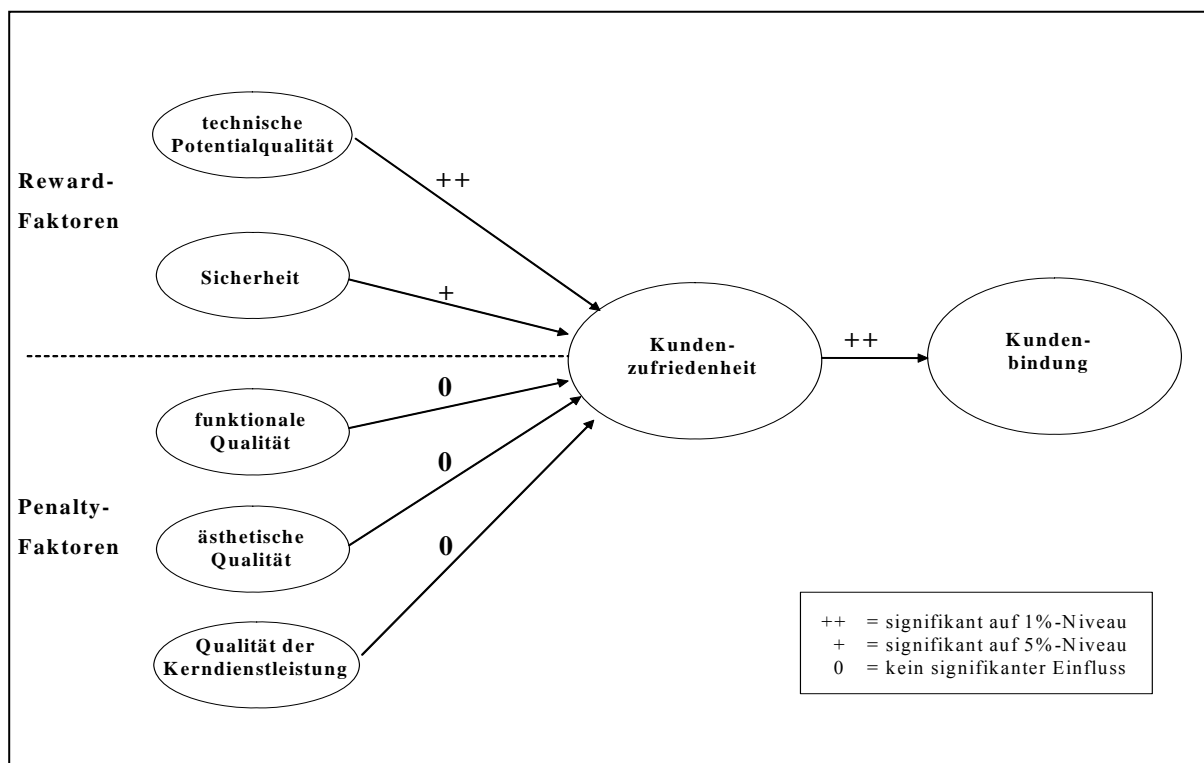 technische
Potentialqualität
++
Reward-
Faktoren
Sicherheit
+
Kunden-
zufriedenheit
++
Kunden-
bindung
funktionale
Qualität
0
0
Penalty-
Faktoren
ästhetische
Qualität
0
Qualität der
Kerndienstleistung
++ = signifikant auf 1%-Niveau
+ = signifikant auf 5%-Niveau
0 = kein signifikanter Einfluss